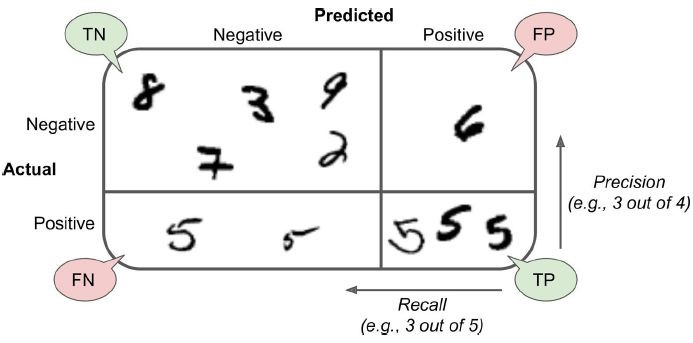 Predicted
TN Negative Positive FP
8 3 9 6
Negative
7 2
Actual
Precision
(e.g., 3 out of 4)
Positive 5 5 5 5 5
FN TP
Recall
(e.g., 3 out of 5)